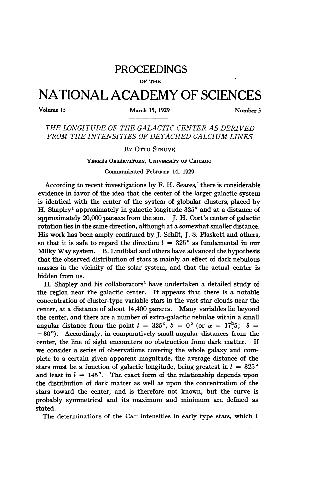 PROCEEDINGS
OF THE
NATIONAL ACADEMY OF SCIENCES
Volume 15 March 15, 1929 Number 3
THE LONGITUDE OF THE GALACTIC CENTER AS DERIVED
FROM THE INTENSITIES OF DETACHED CALCIUM LINES
BY OTTO STRUVE
YERKES OBSERVATORY, UNIVERSITY OF CHICAGO
Communicated February 14, 1929
According to recent investigations by F. H. Seares,¹ there is considerable
evidence in favor of the idea that the center of the larger galactic system
is identical with the center of the system of globular clusters, placed by
H. Shapley² approximately in galactic longitude 325° and at a distance of
approximately 20,000 parsecs from the sun. J. H. Oort's center of galactic
rotation lies in the same direction, although at a somewhat smaller distance.
His work has been amply confirmed by J. Schilt, J. S. Plaskett and others,
so that it is safe to regard the direction l = 325° as fundamental in our
Milky Way system. B. Lindblad and others have advanced the hypothesis
that the observed distribution of stars is mainly an effect of dark nebulous
masses in the vicinity of the solar system, and that the actual center is
hidden from us.
H. Shapley and his collaborators³ have undertaken a detailed study of
the region near the galactic center. It appears that there is a notable
concentration of cluster-type variable stars in the vast star clouds near the
center, at a distance of about 14,400 parsecs. Many variables lie beyond
the center, and there are a number of extra-galactic nebulae within a small
angular distance from the point l = 325°, b = 0° (or α = 17ʰ5; δ =
−30°). Accordingly, in comparatively small angular distances from the
center, the line of sight encounters no obstruction from dark matter. If
we consider a series of observations covering the whole galaxy and com-
plete to a certain given apparent magnitude, the average distance of the
stars must be a function of galactic longitude, being greatest in l = 325°
and least in l = 145°. The exact form of the relationship depends upon
the distribution of dark matter as well as upon the concentration of the
stars toward the center, and is therefore not known, but the curve is
probably symmetrical and its maximum and minimum are defined as
stated.
The determinations of the Ca+ intensities in early type stars, which I